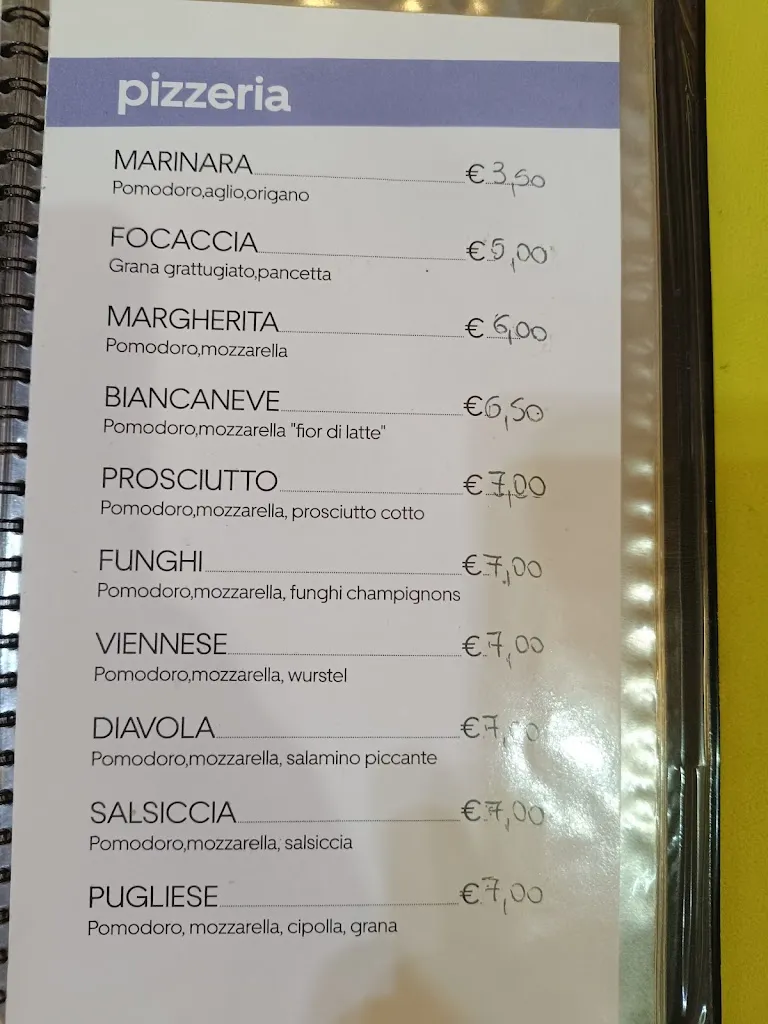 pizzeria
MARINARA € 3,50
Pomodoro,aglio,origano
FOCACCIA € 5,00
Grana grattugiato,pancetta
MARGHERITA € 6,00
Pomodoro,mozzarella
BIANCANEVE € 6,50
Pomodoro,mozzarella "fior di latte"
PROSCIUTTO € 7,00
Pomodoro,mozzarella, prosciutto cotto
FUNGHI € 7,00
Pomodoro,mozzarella, funghi champignons
VIENNESE € 7,00
Pomodoro,mozzarella, wurstel
DIAVOLA € 7,00
Pomodoro,mozzarella, salamino piccante
SALSICCIA € 7,00
Pomodoro,mozzarella, salsiccia
PUGLIESE € 7,00
Pomodoro, mozzarella, cipolla, grana